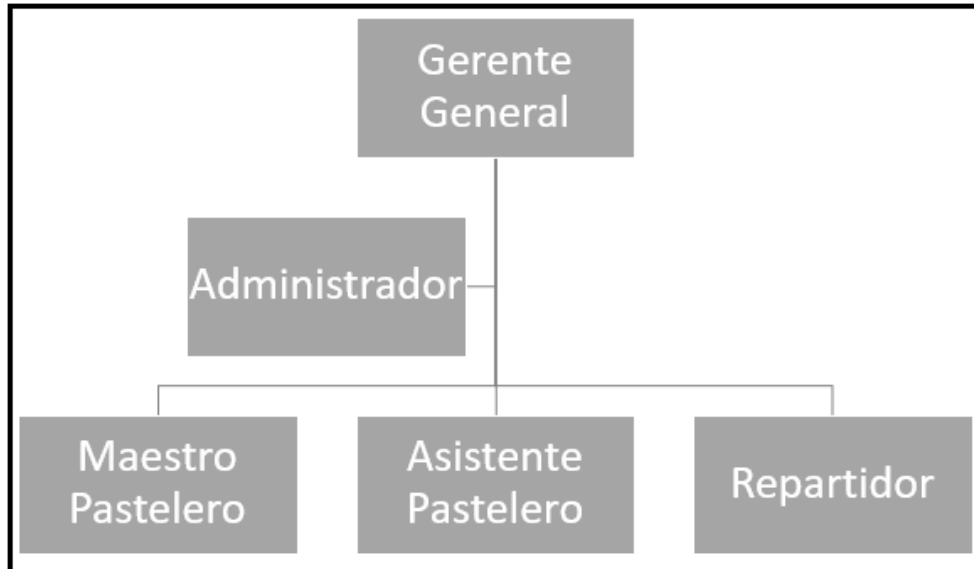 Gerente
General
Administrador
Maestro
Pastelero
Asistente
Pastelero
Repartidor